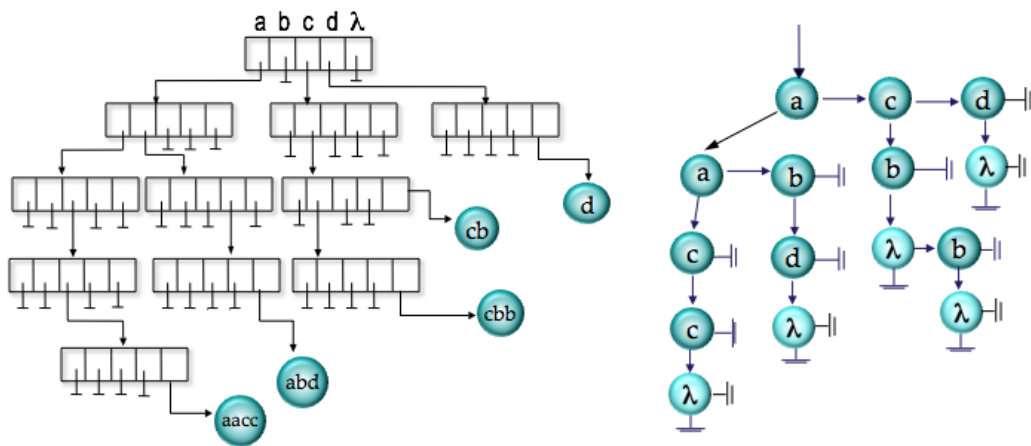 a b c d λ
d
cb
cbb
abd
aacc
a c d
a b b λ
c d λ b
c λ λ
λ